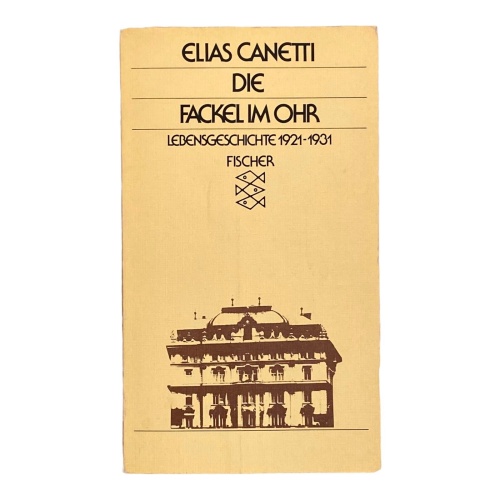 ELIAS CANETTI
DIE
FACKEL IM OHR
LEBENSGESCHICHTE 1921-1931
FISCHER